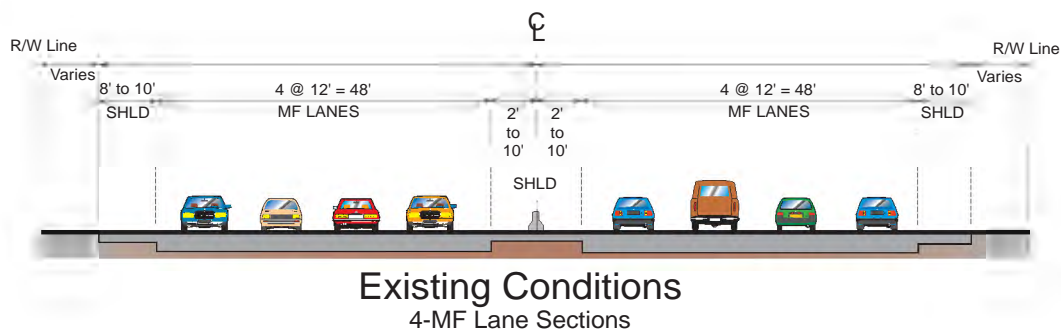 ℄
R/W Line
R/W Line
Varies
Varies
8' to 10'
4 @ 12' = 48'
4 @ 12' = 48'
8' to 10'
SHLD
MF LANES
2'
to
10'
2'
to
10'
MF LANES
SHLD
SHLD
Existing Conditions
4-MF Lane Sections